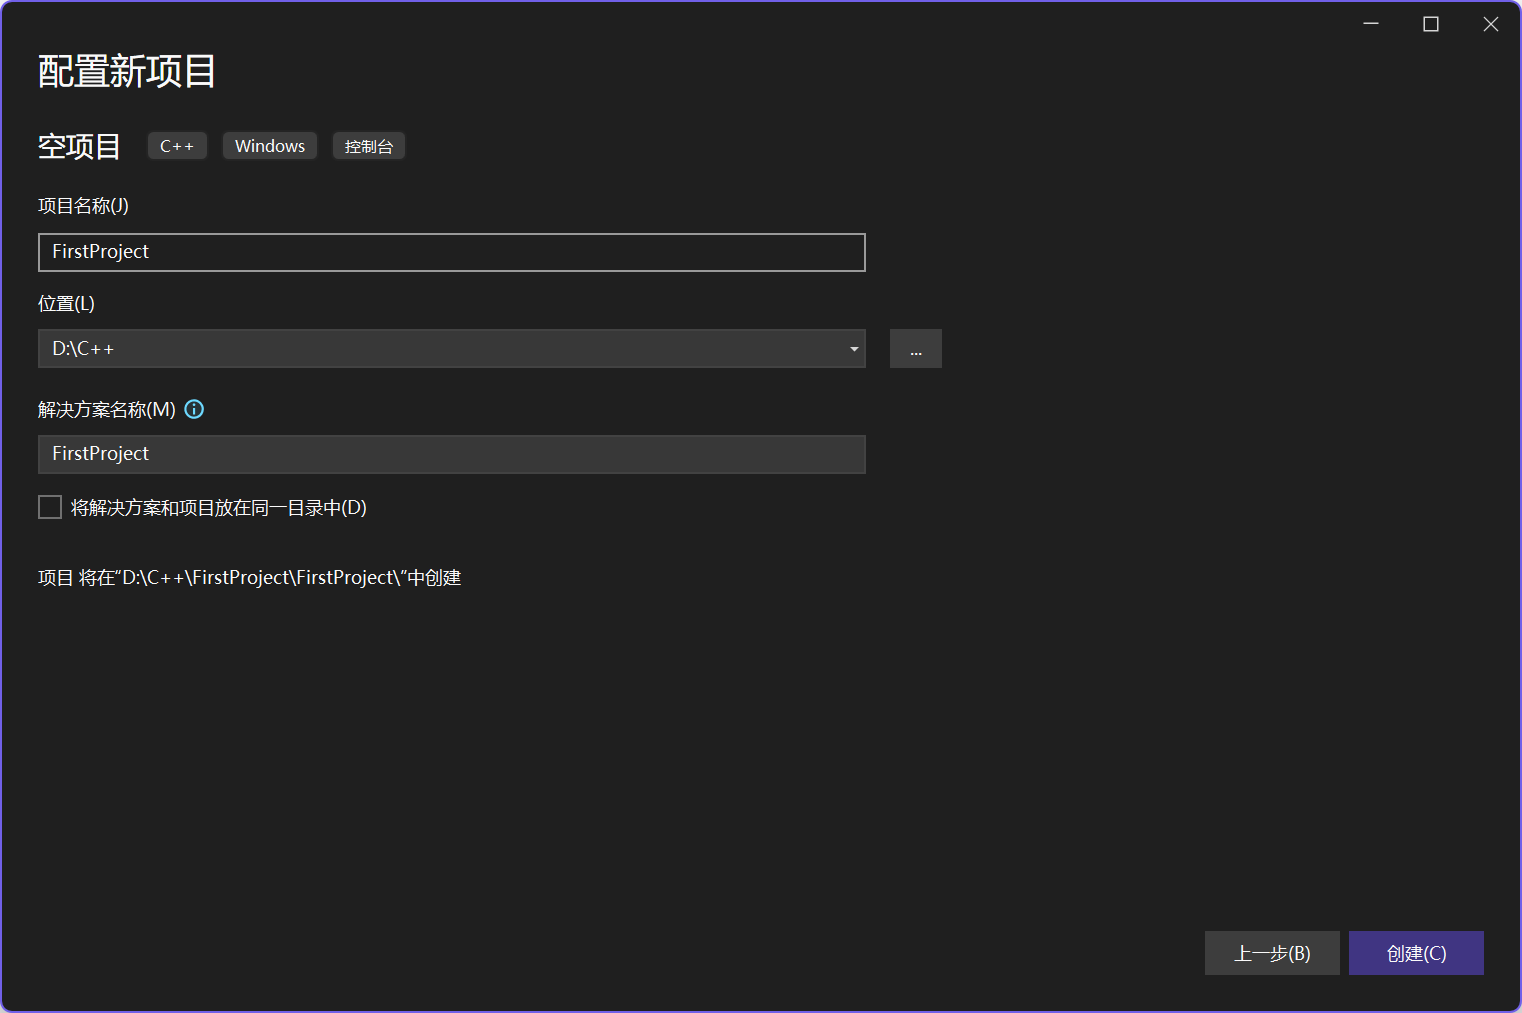 配置新项目
空项目 C++ Windows 控制台
项目名称(J)
FirstProject
位置(L)
D:\C++
...
解决方案名称(M)
FirstProject
将解决方案和项目放在同一目录中(D)
项目 将在“D:\C++\FirstProject\FirstProject\”中创建
上一步(B) 创建(C)